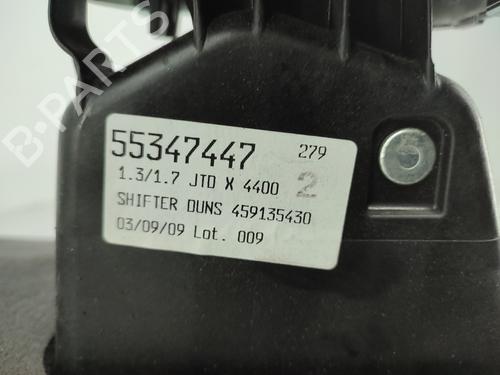 B-PARTS
55347447 279
1.3/1.7 JTD X 4400 2
SHIFTER DUNS 459135430
03/09/09 Lot. 009